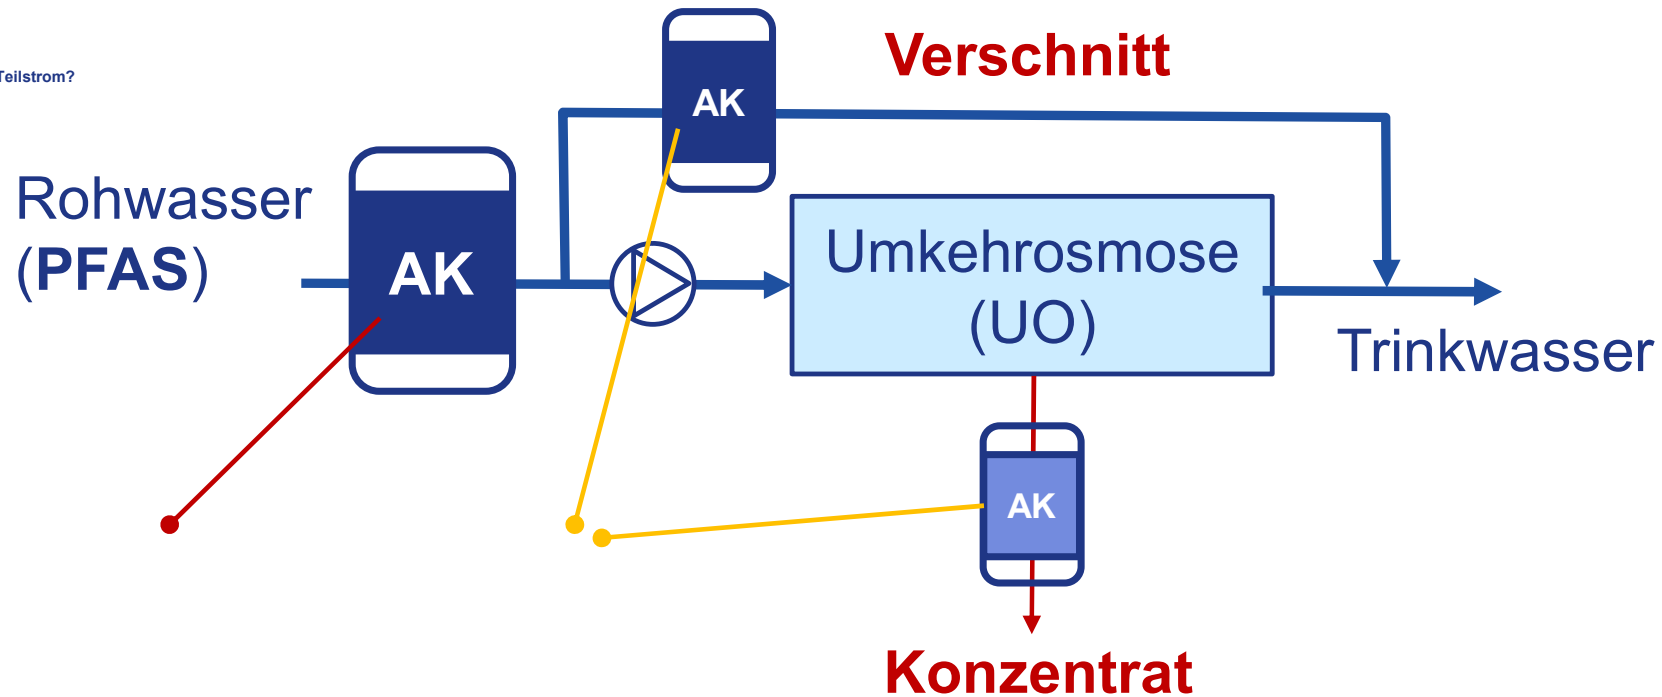 Teilstrom?
Verschnitt
AK
Rohwasser
(PFAS)
AK
Umkehrosmose
(UO)
Trinkwasser
AK
Konzentrat